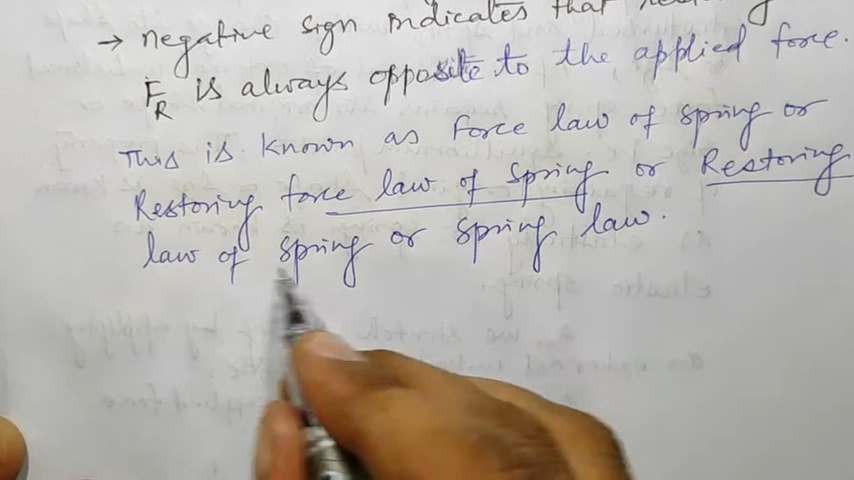 → negative sign indicates that
F_R is always opposite to the applied force.
This is known as Force law of spring or
Restoring force law of spring or Restoring
law of spring or spring law.